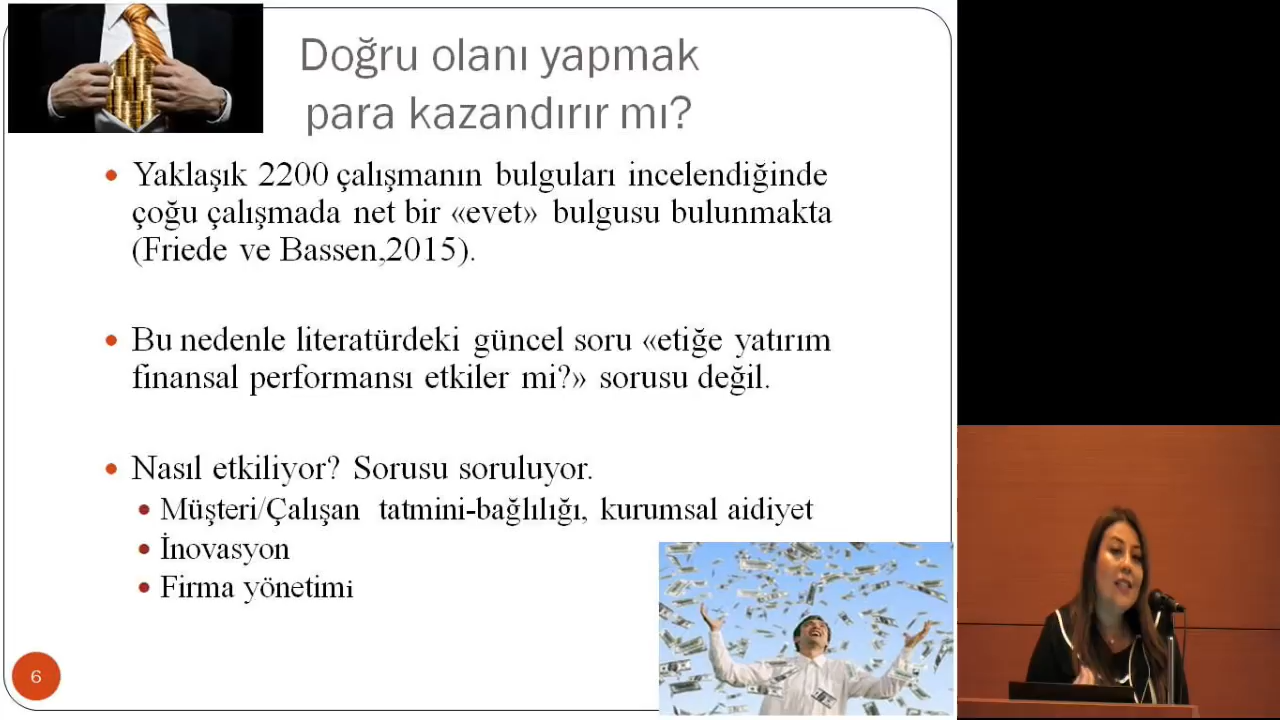 Doğru olanı yapmak
para kazandırır mı?
• Yaklaşık 2200 çalışmanın bulguları incelendiğinde
çoğu çalışmada net bir «evet» bulgusu bulunmakta
(Friede ve Bassen,2015).
• Bu nedenle literatürdeki güncel soru «etiğe yatırım
finansal performansı etkiler mi?» sorusu değil.
• Nasıl etkiliyor? Sorusu soruluyor.
• Müşteri/Çalışan tatmini-bağlılığı, kurumsal aidiyet
• İnovasyon
• Firma yönetimi
6